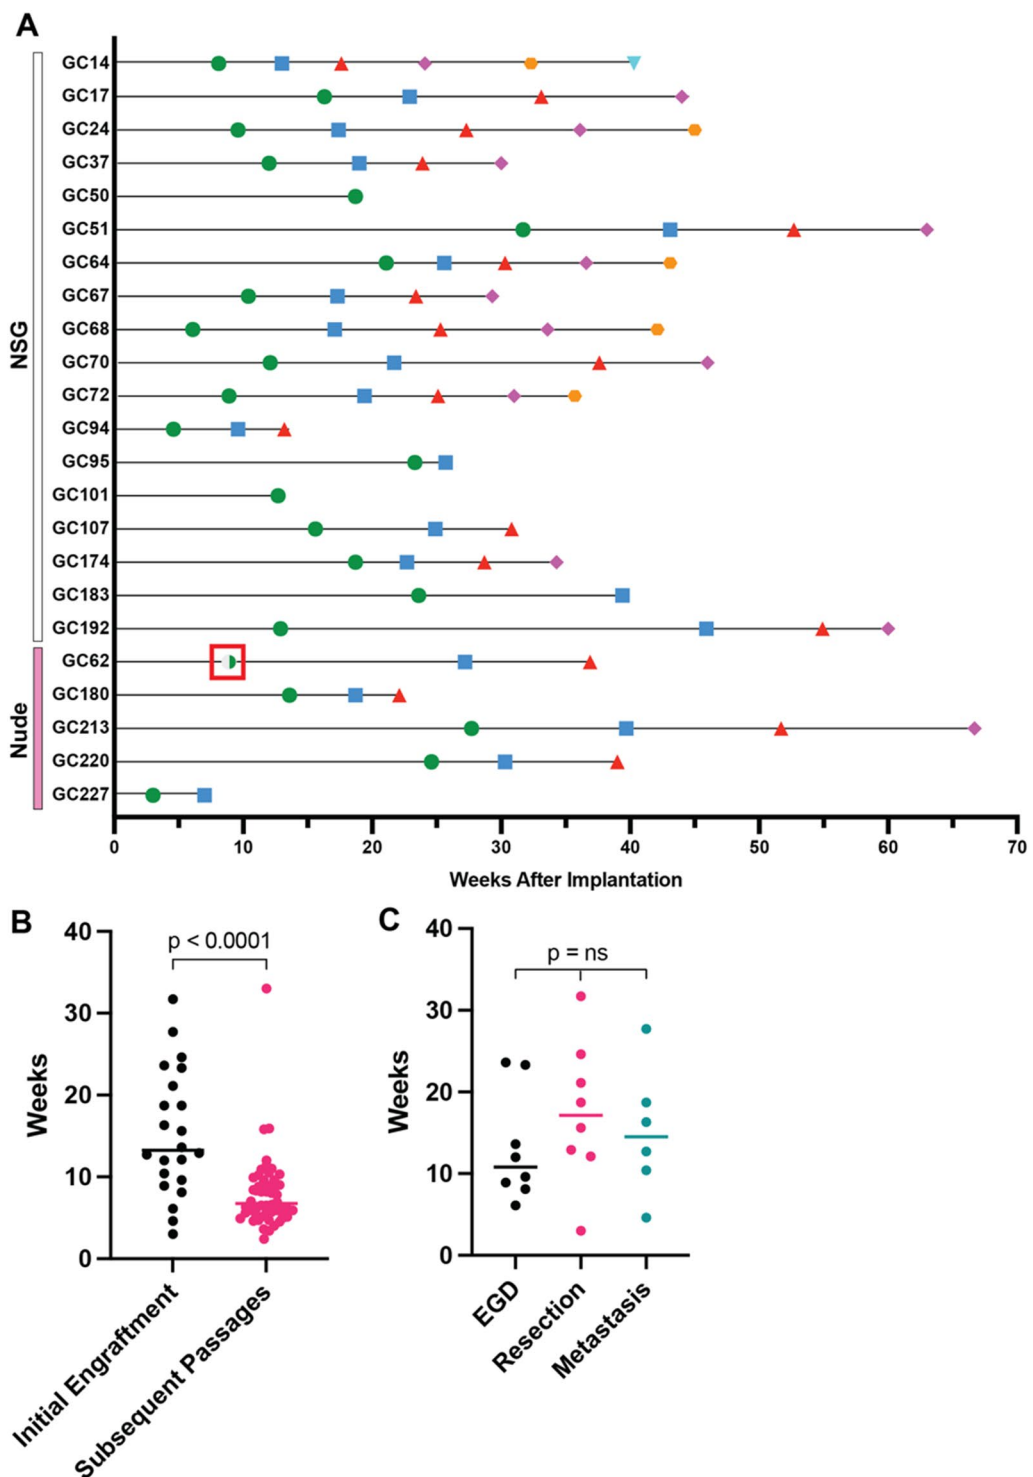 A
NSG
GC14
GC17
GC24
GC37
GC50
GC51
GC64
GC67
GC68
GC70
GC72
GC94
GC95
GC101
GC107
GC174
GC183
GC192
Nude
GC62
GC180
GC213
GC220
GC227
0 10 20 30 40 50 60 70
Weeks After Implantation
B
Weeks
40
30
20
10
0
p < 0.0001
Initial Engraftment
Subsequent Passages
C
Weeks
40
30
20
10
0
p = ns
EGD
Resection
Metastasis